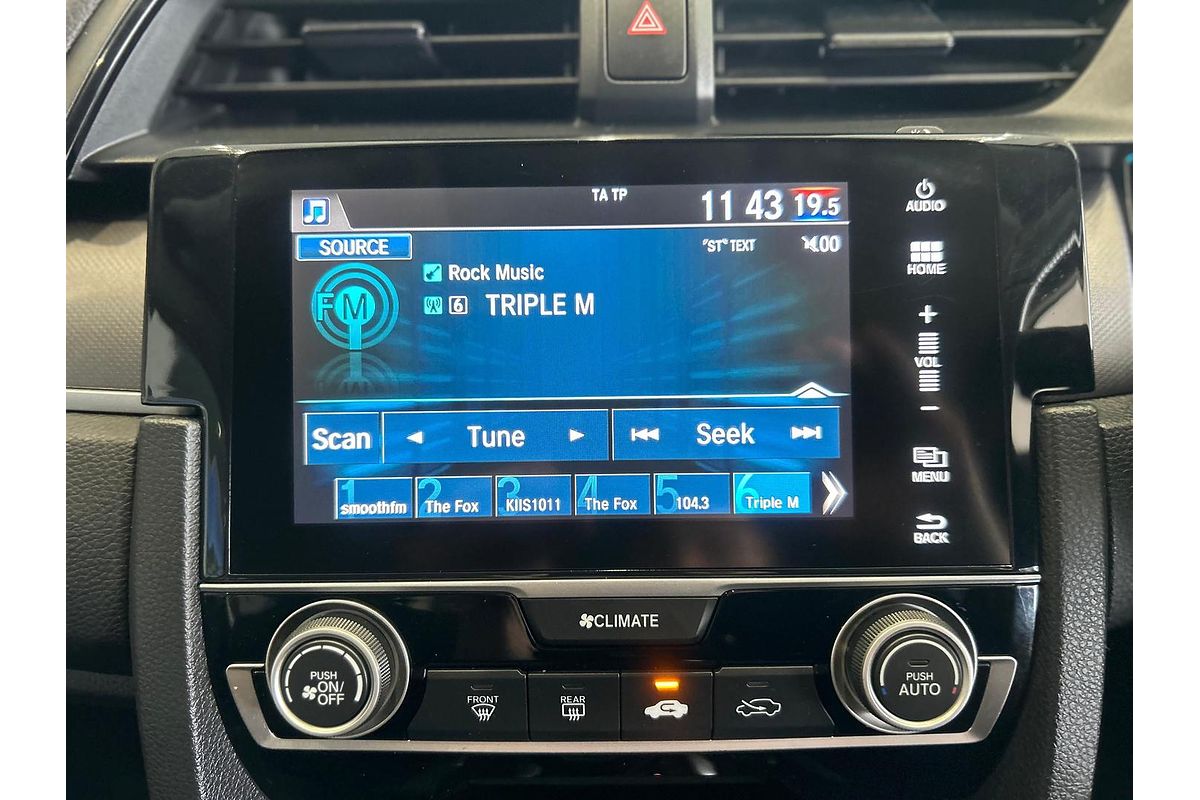 TA TP
11 43 19.5
AUDIO
SOURCE
"ST" TEXT
00
FM
Rock Music
6 TRIPLE M
HOME
+
VOL
-
Scan
Tune
Seek
MENU
1 smoothfm
2 The Fox
3 KIIS1011
4 The Fox
5 104.3
6 Triple M
BACK
CLIMATE
PUSH
ON/
OFF
FRONT
REAR
PUSH
AUTO